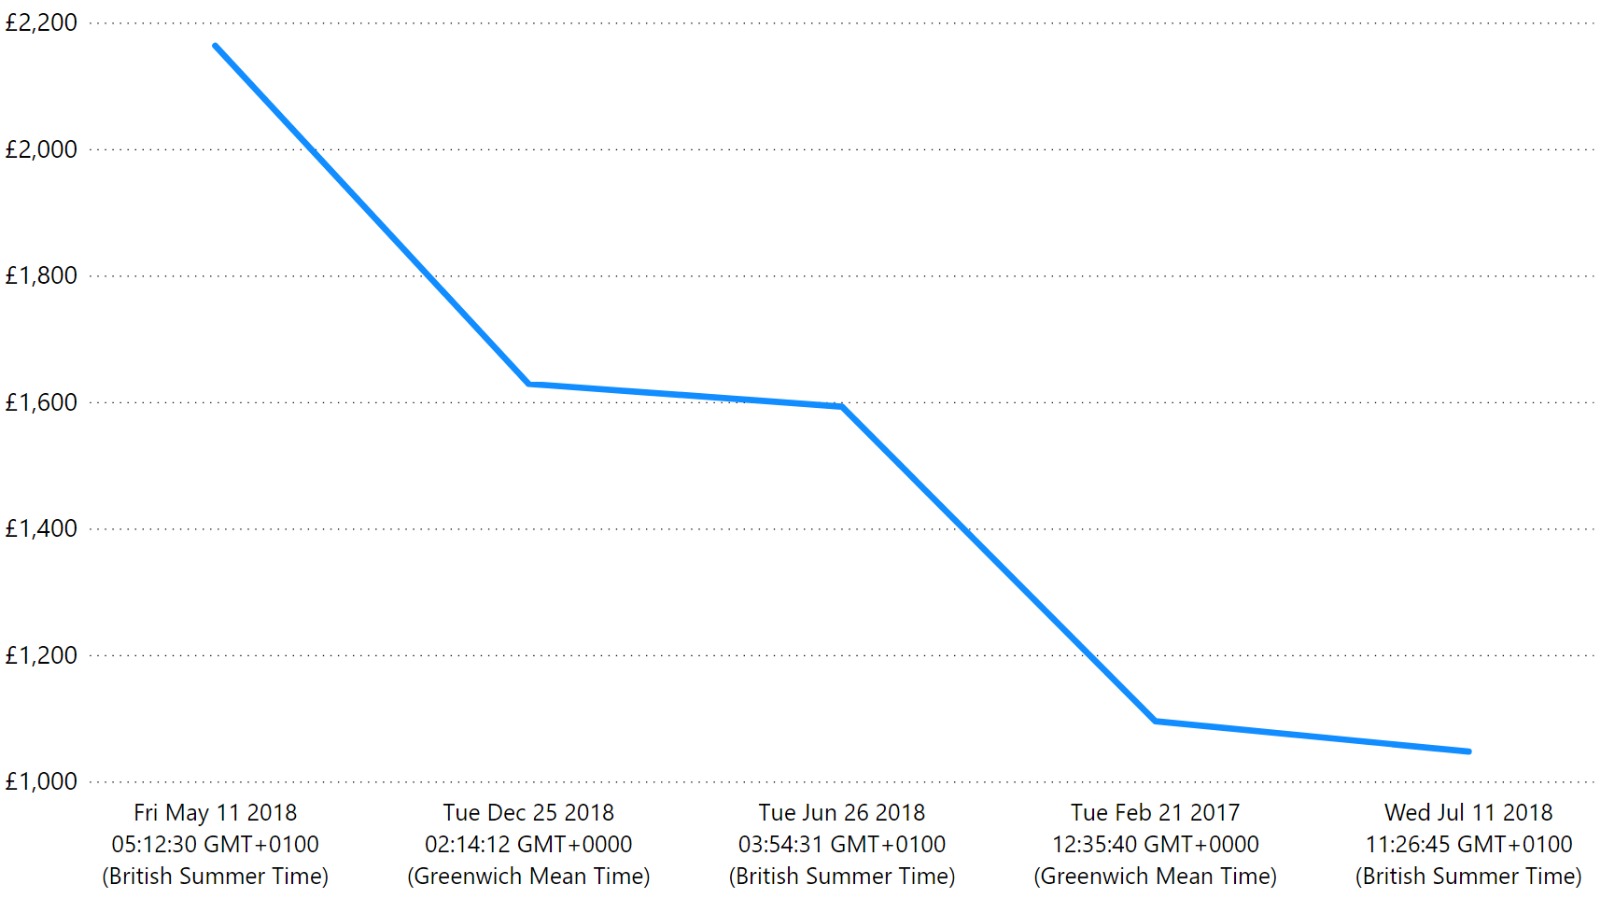 £2,200
£2,000
£1,800
£1,600
£1,400
£1,200
£1,000
Fri May 11 2018
05:12:30 GMT+0100
(British Summer Time)
Tue Dec 25 2018
02:14:12 GMT+0000
(Greenwich Mean Time)
Tue Jun 26 2018
03:54:31 GMT+0100
(British Summer Time)
Tue Feb 21 2017
12:35:40 GMT+0000
(Greenwich Mean Time)
Wed Jul 11 2018
11:26:45 GMT+0100
(British Summer Time)